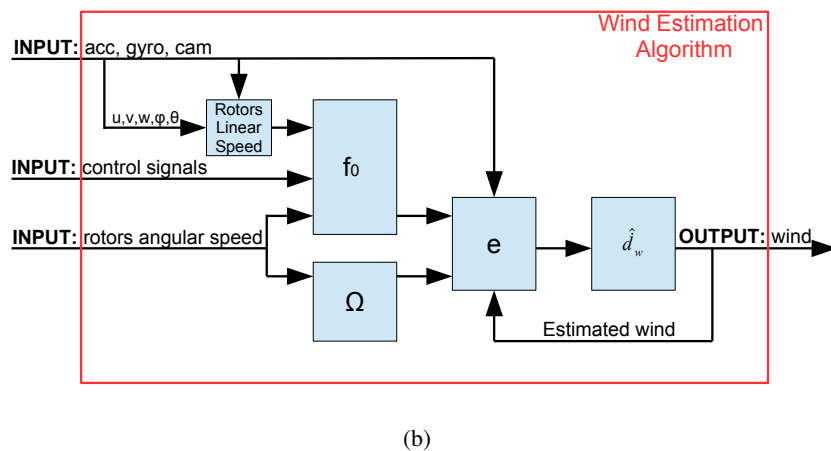 Wind Estimation
Algorithm
INPUT: acc, gyro, cam
u,v,w,φ,θ
Rotors
Linear
Speed
INPUT: control signals
f₀
INPUT: rotors angular speed
e
d̂̇_w
OUTPUT: wind
Ω
Estimated wind
(b)